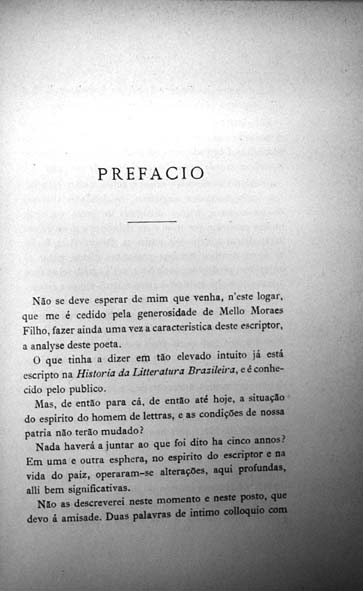 PREFACIO
Não se deve esperar de mim que venha, n'este logar,
que me é cedido pela generosidade de Mello Moraes
Filho, fazer ainda uma vez a caracteristica deste escriptor,
a analyse deste poeta.
O que tinha a dizer em tão elevado intuito já está
escripto na Historia da Litteratura Brazileira, e é conhe-
cido pelo publico.
Mas, de então para cá, de então até hoje, a situação
do espirito do homem de lettras, e as condições de nossa
patria não terão mudado?
Nada haverá a juntar ao que foi dito ha cinco annos?
Em uma e outra esphera, no espirito do escriptor e na
vida do paiz, operaram-se alterações, aqui profundas,
alli bem significativas.
Não as descreverei neste momento e neste posto, que
devo á amisade. Duas palavras de intimo colloquio com